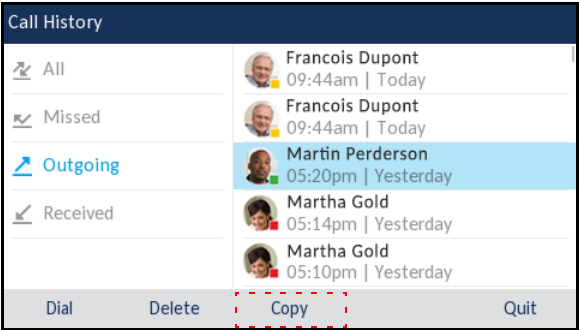 Call History
All
Missed
Outgoing
Received
Francois Dupont
09:44am | Today
Francois Dupont
09:44am | Today
Martin Perderson
05:20pm | Yesterday
Martha Gold
05:14pm | Yesterday
Martha Gold
05:10pm | Yesterday
Dial Delete Copy Quit